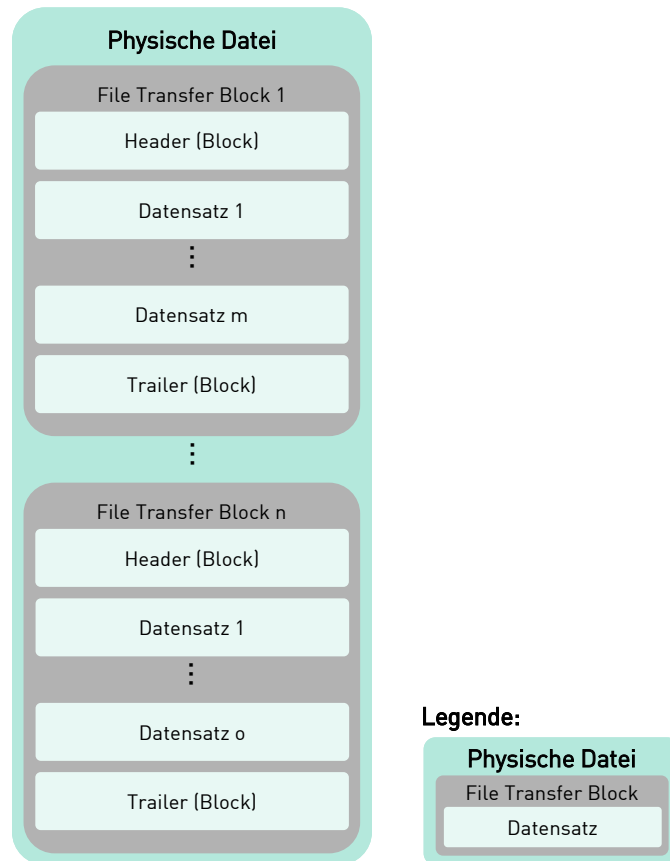 Physische Datei
File Transfer Block 1
Header (Block)
Datensatz 1
⋮
Datensatz m
Trailer (Block)
⋮
File Transfer Block n
Header (Block)
Datensatz 1
⋮
Datensatz o
Trailer (Block)
Legende:
Physische Datei
File Transfer Block
Datensatz